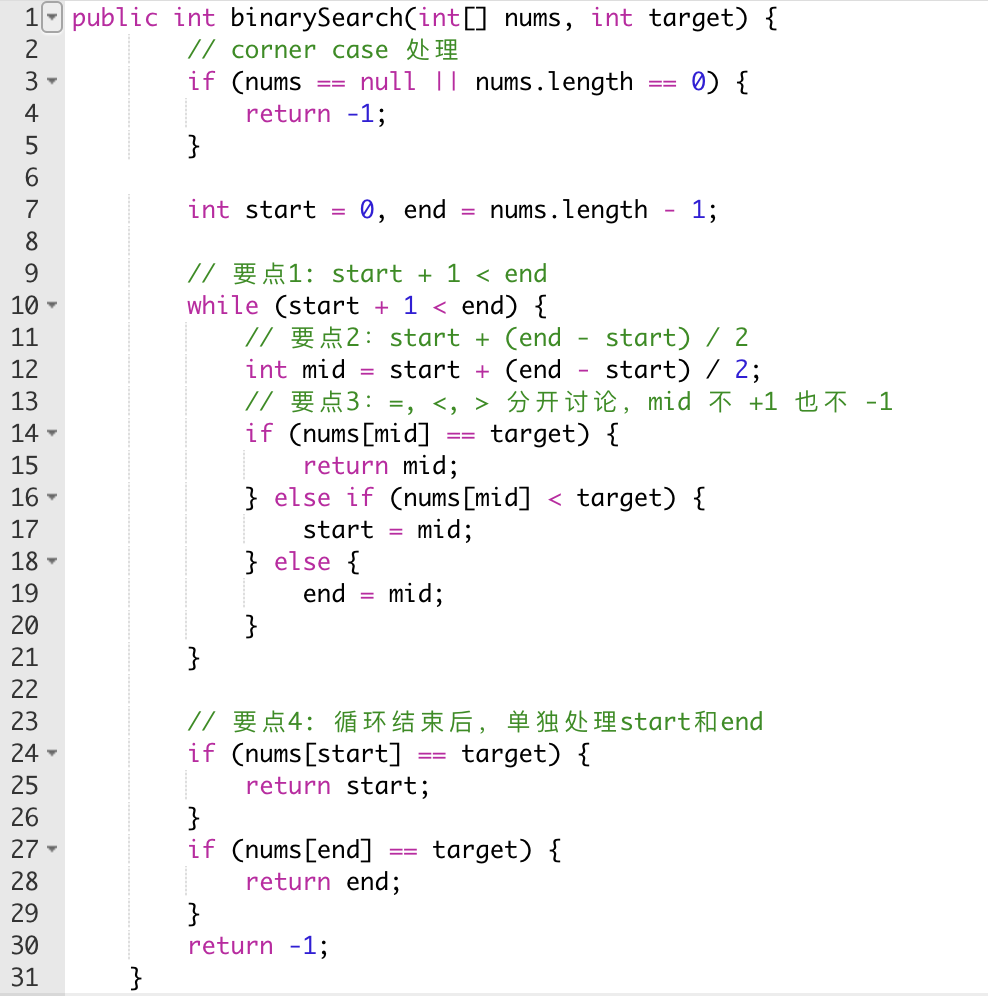 1 public int binarySearch(int[] nums, int target) {
2 // corner case 处理
3 if (nums == null || nums.length == 0) {
4 return -1;
5 }
6
7 int start = 0, end = nums.length - 1;
8
9 // 要点1: start + 1 < end
10 while (start + 1 < end) {
11 // 要点2：start + (end - start) / 2
12 int mid = start + (end - start) / 2;
13 // 要点3：=, <, > 分开讨论，mid 不 +1 也不 -1
14 if (nums[mid] == target) {
15 return mid;
16 } else if (nums[mid] < target) {
17 start = mid;
18 } else {
19 end = mid;
20 }
21 }
22
23 // 要点4: 循环结束后，单独处理start和end
24 if (nums[start] == target) {
25 return start;
26 }
27 if (nums[end] == target) {
28 return end;
29 }
30 return -1;
31 }